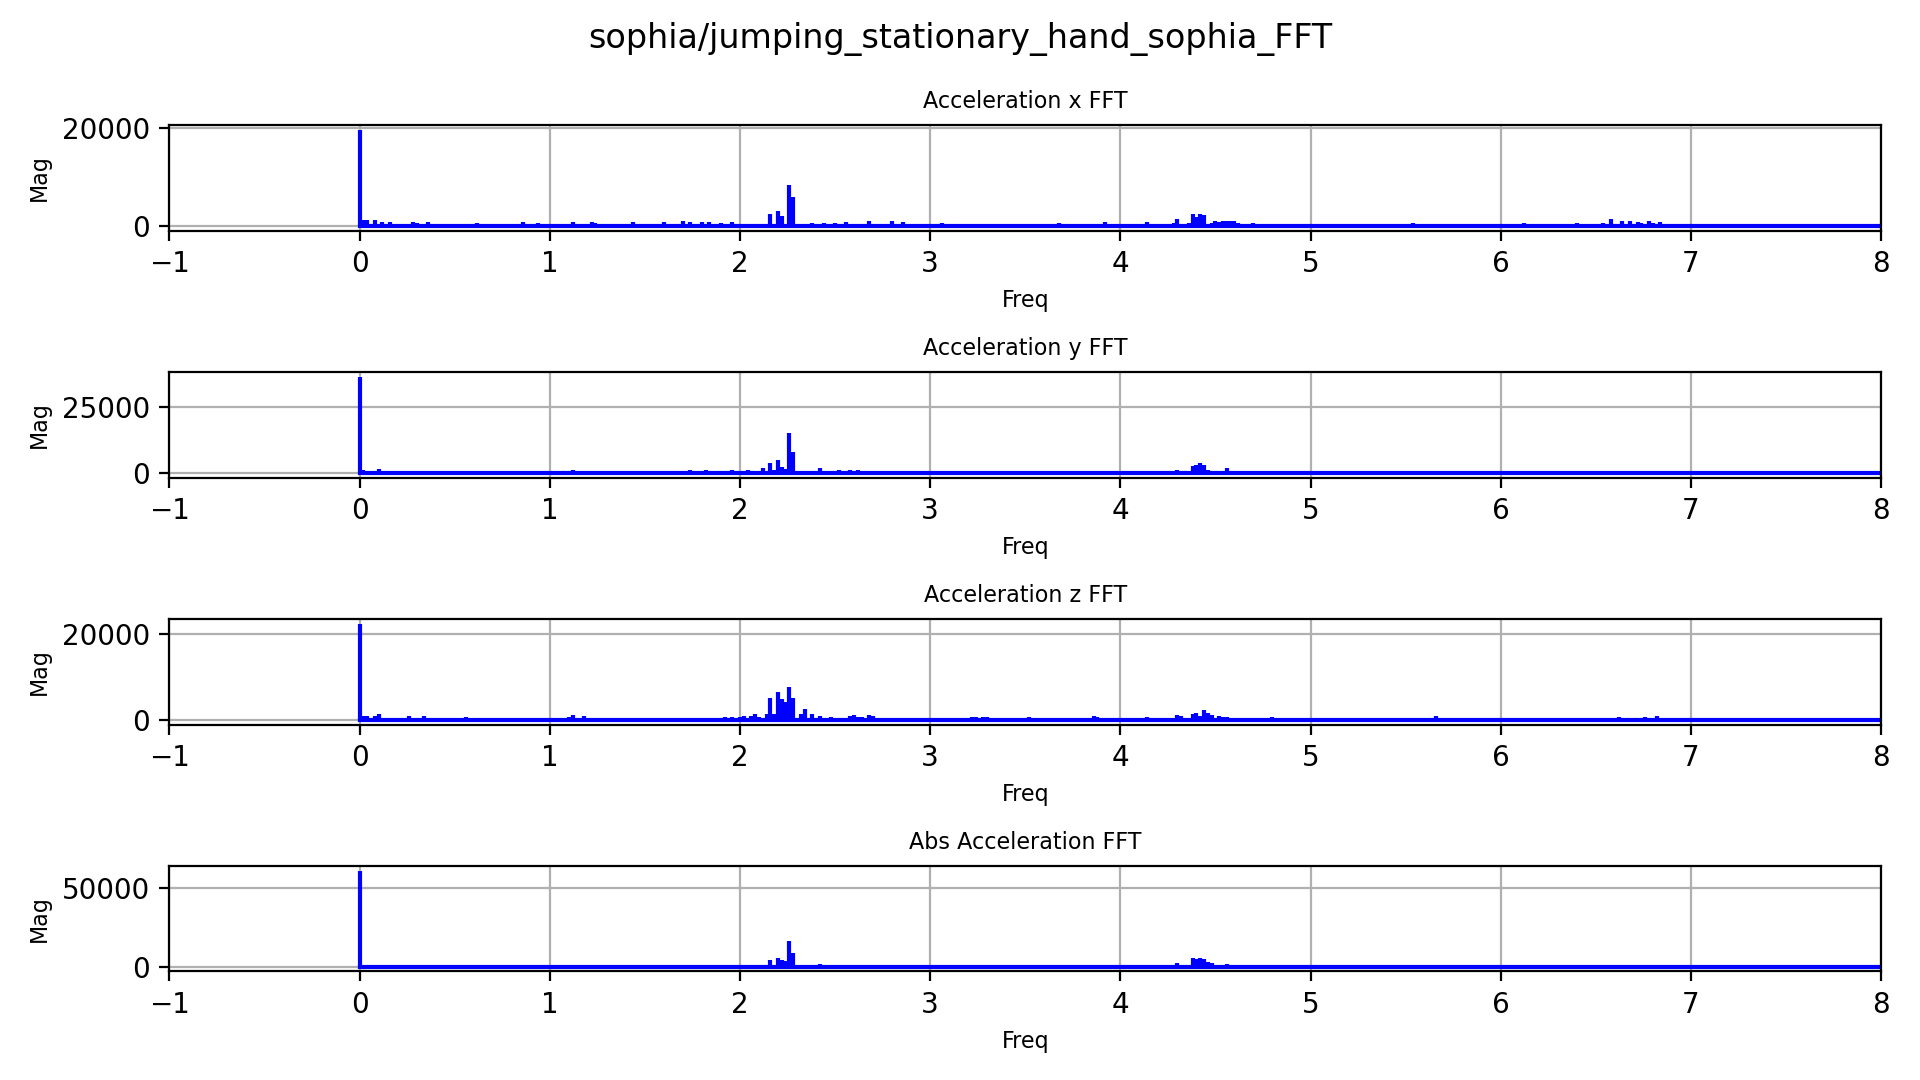 sophia/jumping_stationary_hand_sophia_FFT
Acceleration x FFT
20000
0
Mag
−1 0 1 2 3 4 5 6 7 8
Freq
Acceleration y FFT
25000
0
Mag
−1 0 1 2 3 4 5 6 7 8
Freq
Acceleration z FFT
20000
0
Mag
−1 0 1 2 3 4 5 6 7 8
Freq
Abs Acceleration FFT
50000
0
Mag
−1 0 1 2 3 4 5 6 7 8
Freq